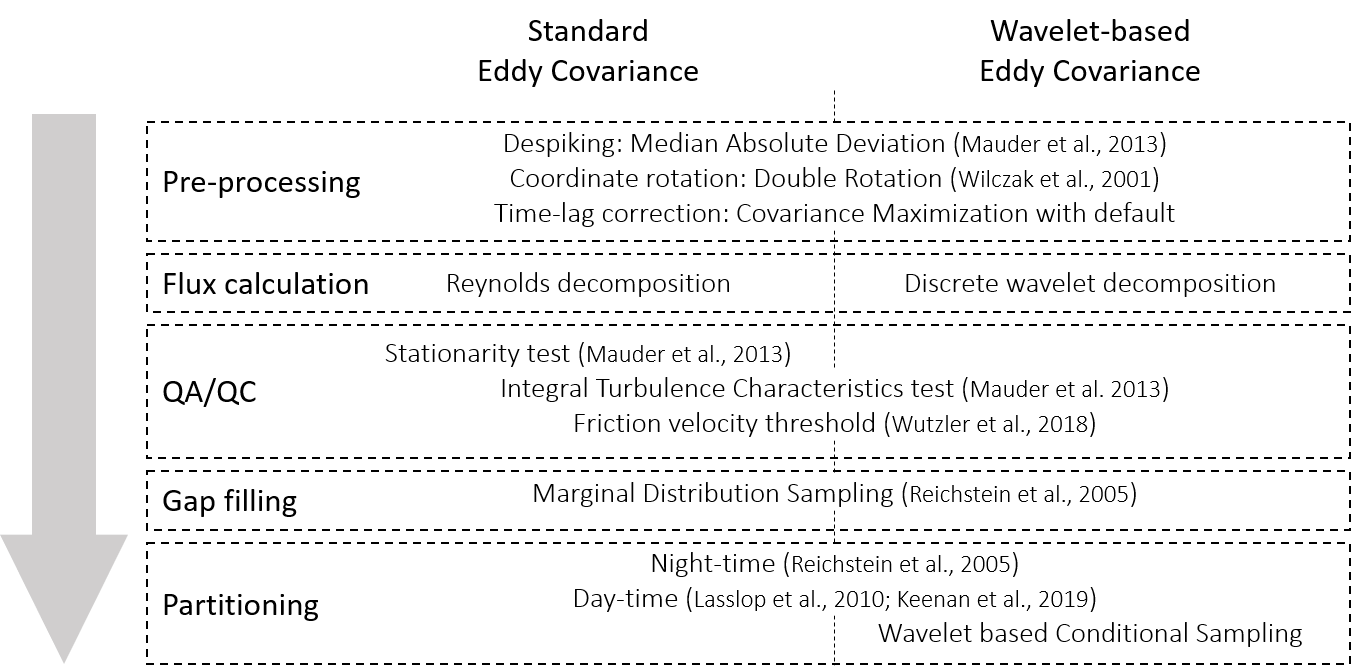 Standard
Eddy Covariance
Wavelet-based
Eddy Covariance
Pre-processing
Despiking: Median Absolute Deviation (Mauder et al., 2013)
Coordinate rotation: Double Rotation (Wilczak et al., 2001)
Time-lag correction: Covariance Maximization with default
Flux calculation
Reynolds decomposition
Discrete wavelet decomposition
QA/QC
Stationarity test (Mauder et al., 2013)
Integral Turbulence Characteristics test (Mauder et al. 2013)
Friction velocity threshold (Wutzler et al., 2018)
Gap filling
Marginal Distribution Sampling (Reichstein et al., 2005)
Partitioning
Night-time (Reichstein et al., 2005)
Day-time (Lasslop et al., 2010; Keenan et al., 2019)
Wavelet based Conditional Sampling